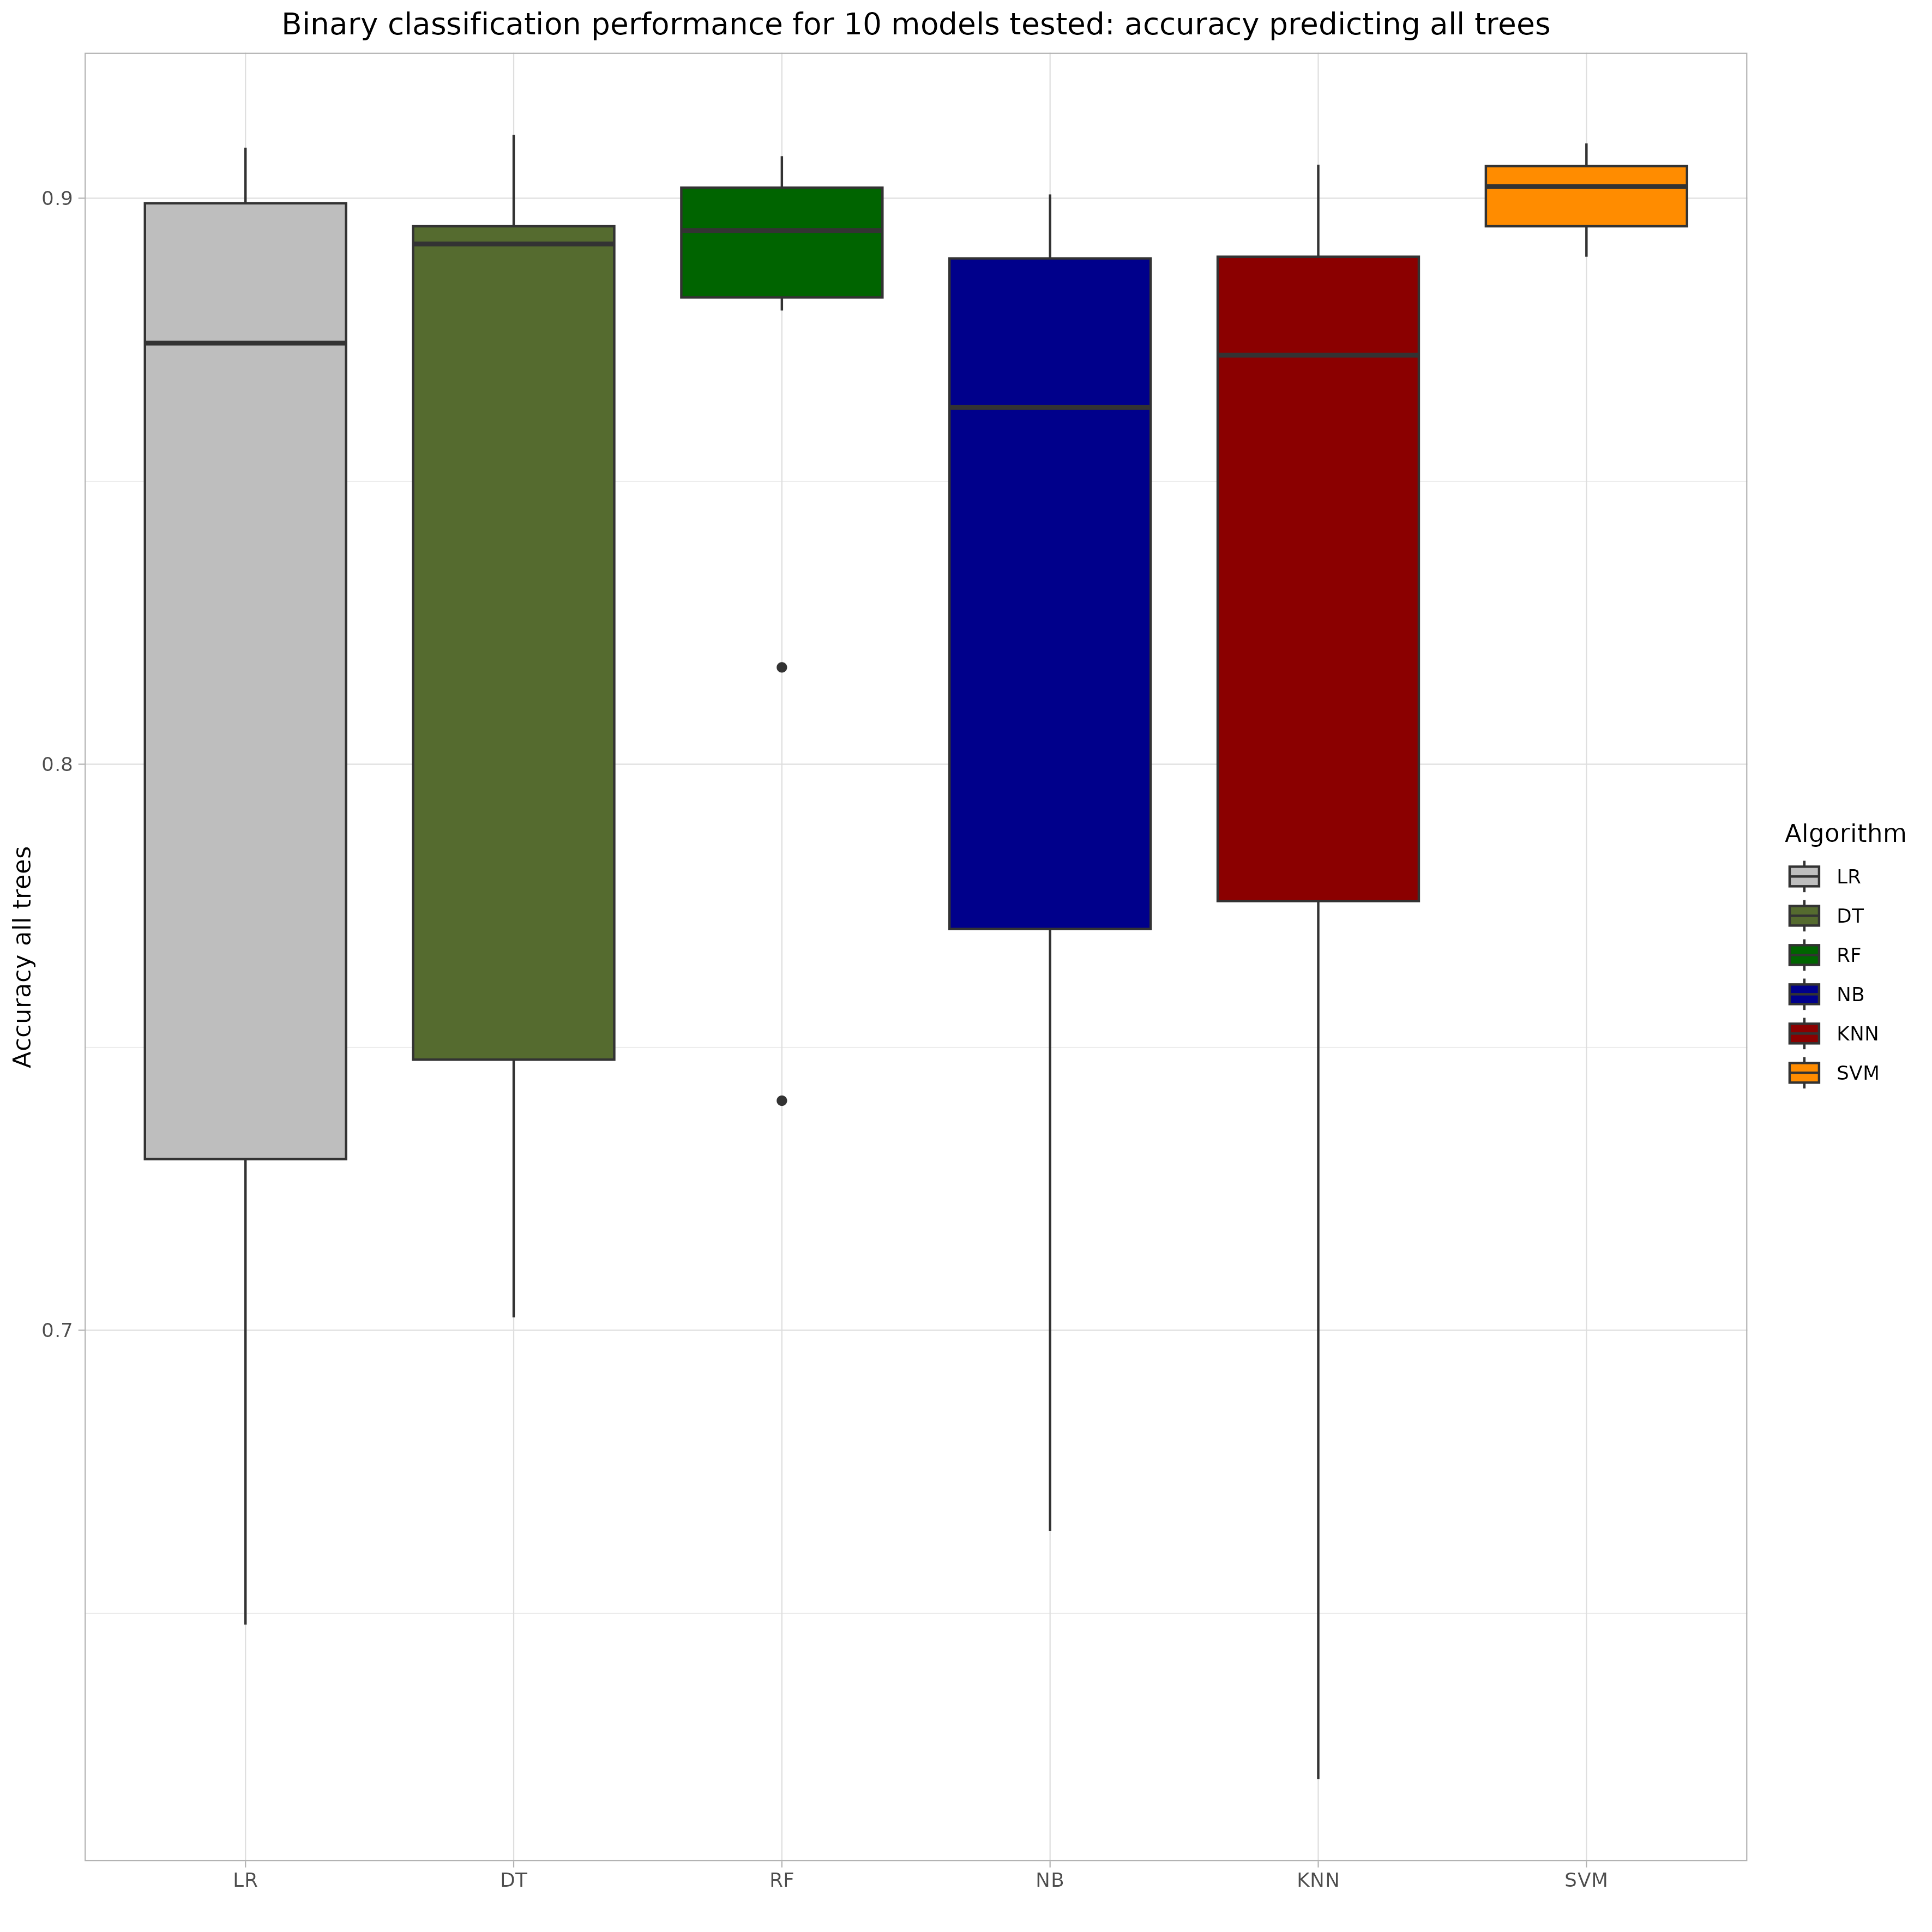 Binary classification performance for 10 models tested: accuracy predicting all trees
Accuracy all trees
0.9
0.8
0.7
LR
DT
RF
NB
KNN
SVM
Algorithm
LR
DT
RF
NB
KNN
SVM